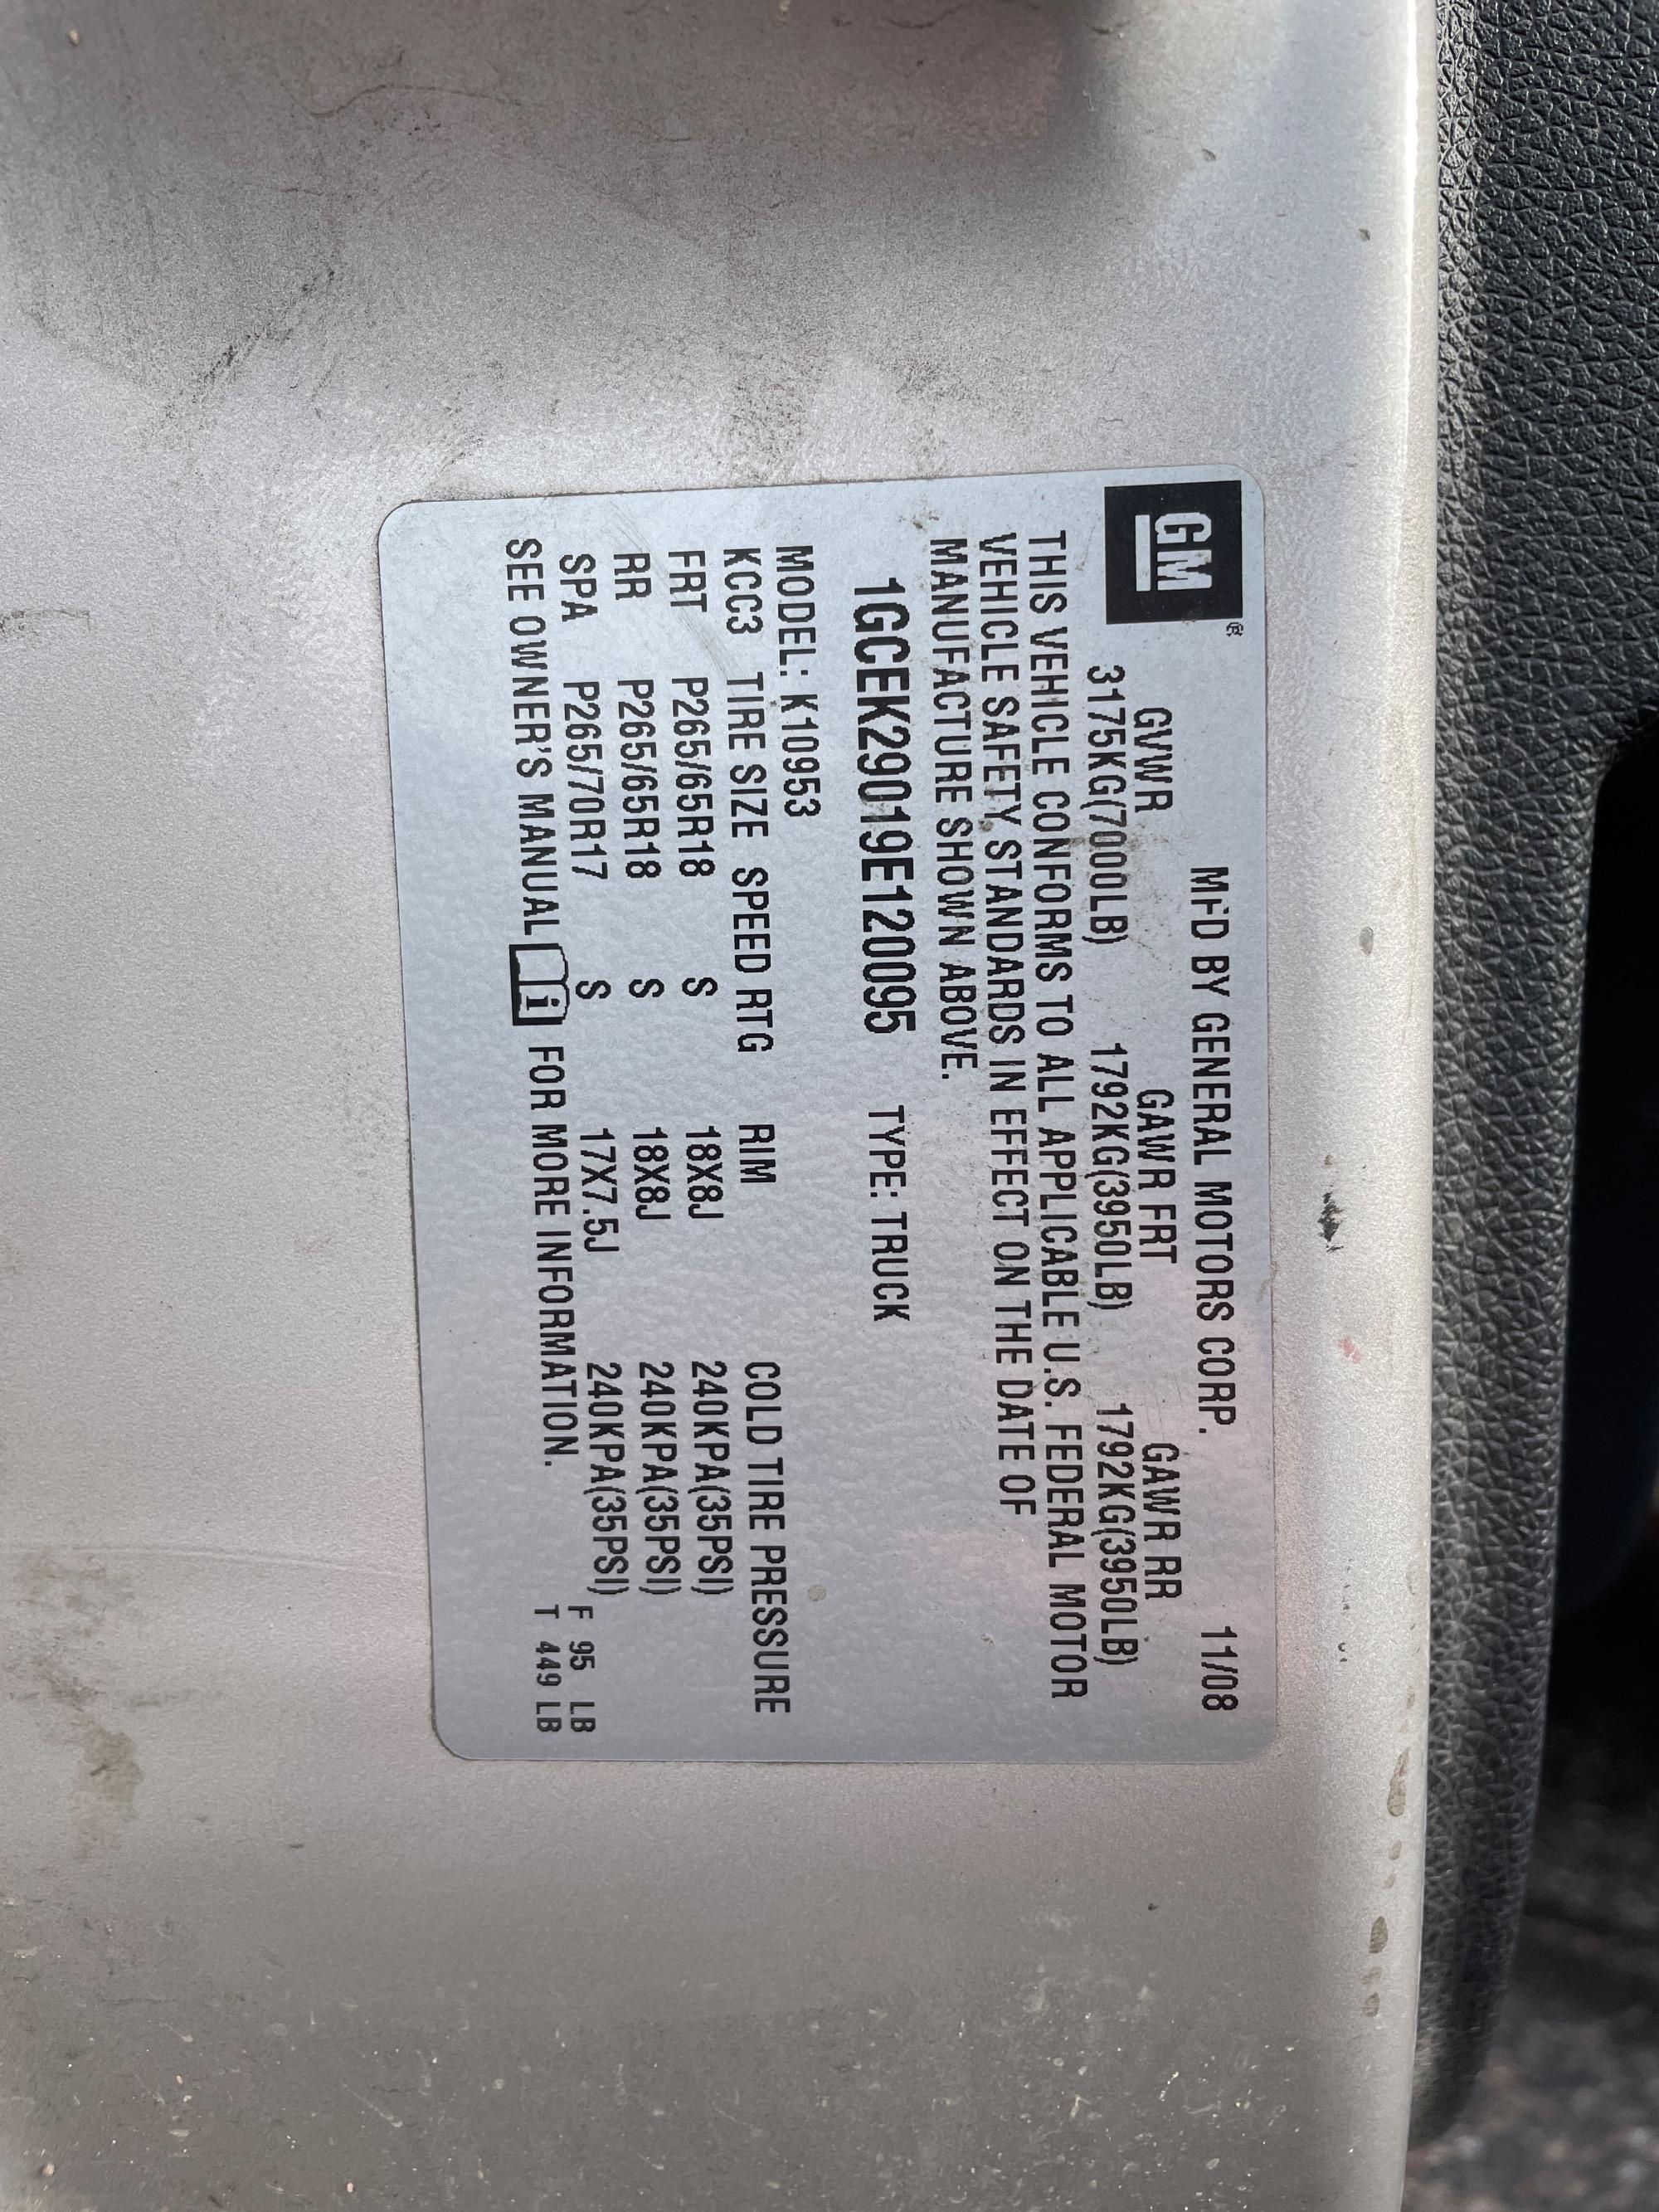 GM®
MFD BY GENERAL MOTORS CORP. 11/08
GVWR GAWR FRT GAWR RR
3175KG(7000LB) 1792KG(3950LB) 1792KG(3950LB)
THIS VEHICLE CONFORMS TO ALL APPLICABLE U.S. FEDERAL MOTOR
VEHICLE SAFETY STANDARDS IN EFFECT ON THE DATE OF
MANUFACTURE SHOWN ABOVE.
1GCEK29019E120095 TYPE: TRUCK
MODEL: K10953
KCC3 TIRE SIZE SPEED RTG RIM COLD TIRE PRESSURE
FRT P265/65R18 S 18X8J 240KPA(35PSI)
RR P265/65R18 S 18X8J 240KPA(35PSI)
SPA P265/70R17 S 17X7.5J 240KPA(35PSI)
F 95 LB
SEE OWNER'S MANUAL i FOR MORE INFORMATION.
T 449 LB